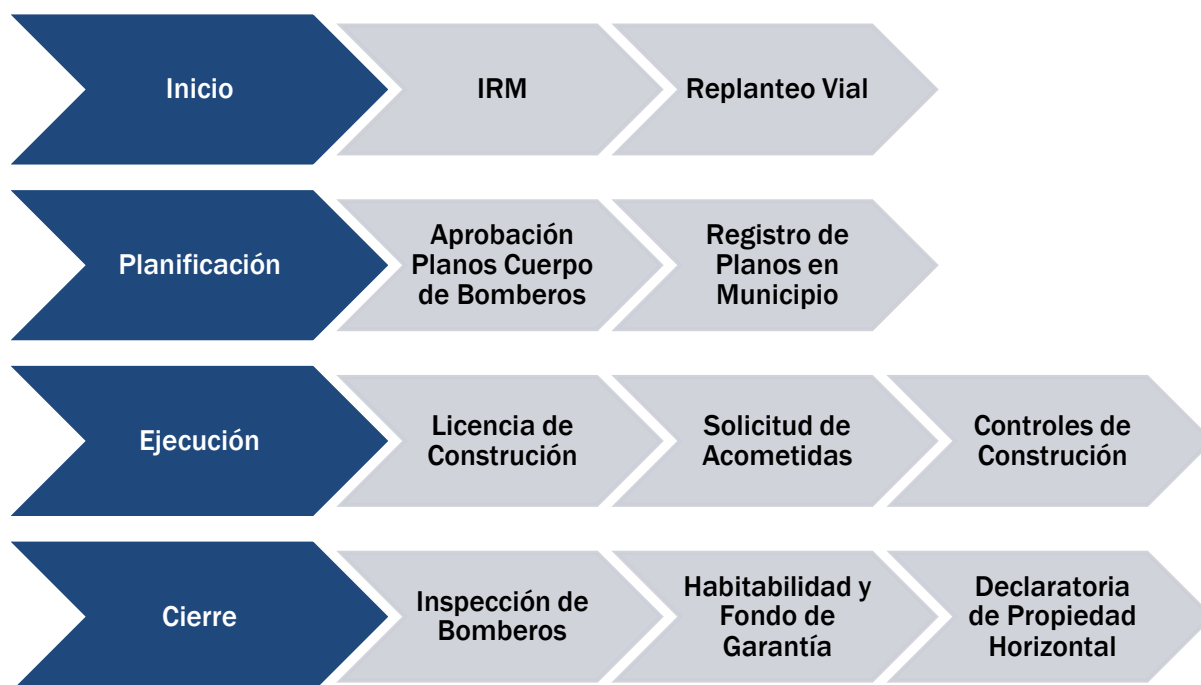 Inicio
IRM
Replanteo Vial
Planificación
Aprobación
Planos Cuerpo
de Bomberos
Registro de
Planos en
Municipio
Ejecución
Licencia de
Construción
Solicitud de
Acometidas
Controles de
Construción
Cierre
Inspección de
Bomberos
Habitabilidad y
Fondo de
Garantía
Declaratoria
de Propiedad
Horizontal